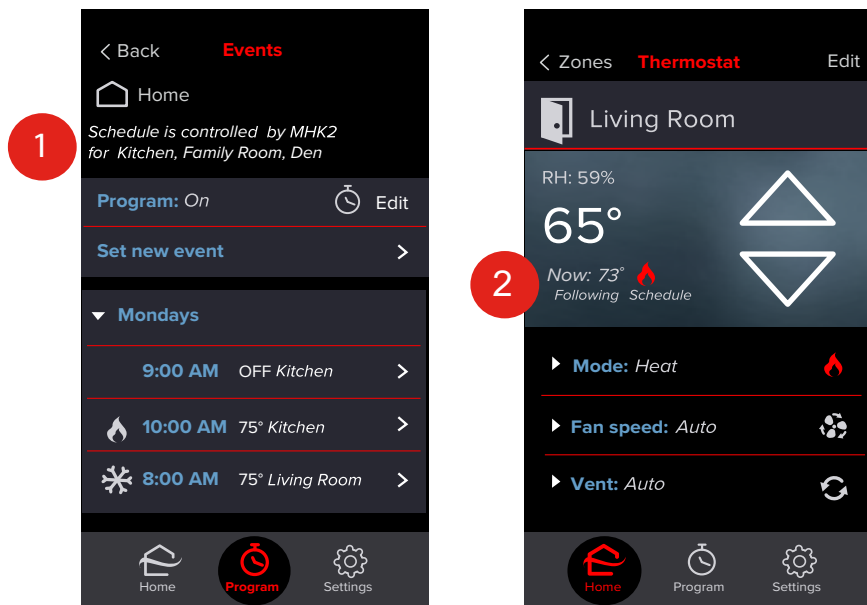 Back
Events
Home
1
Schedule is controlled by MHK2
for Kitchen, Family Room, Den
Program: On
Edit
Set new event
Mondays
9:00 AM OFF Kitchen
10:00 AM 75° Kitchen
8:00 AM 75° Living Room
Home
Program
Settings
Zones
Thermostat
Edit
Living Room
RH: 59%
65°
2
Now: 73°
Following Schedule
Mode: Heat
Fan speed: Auto
Vent: Auto
Home
Program
Settings